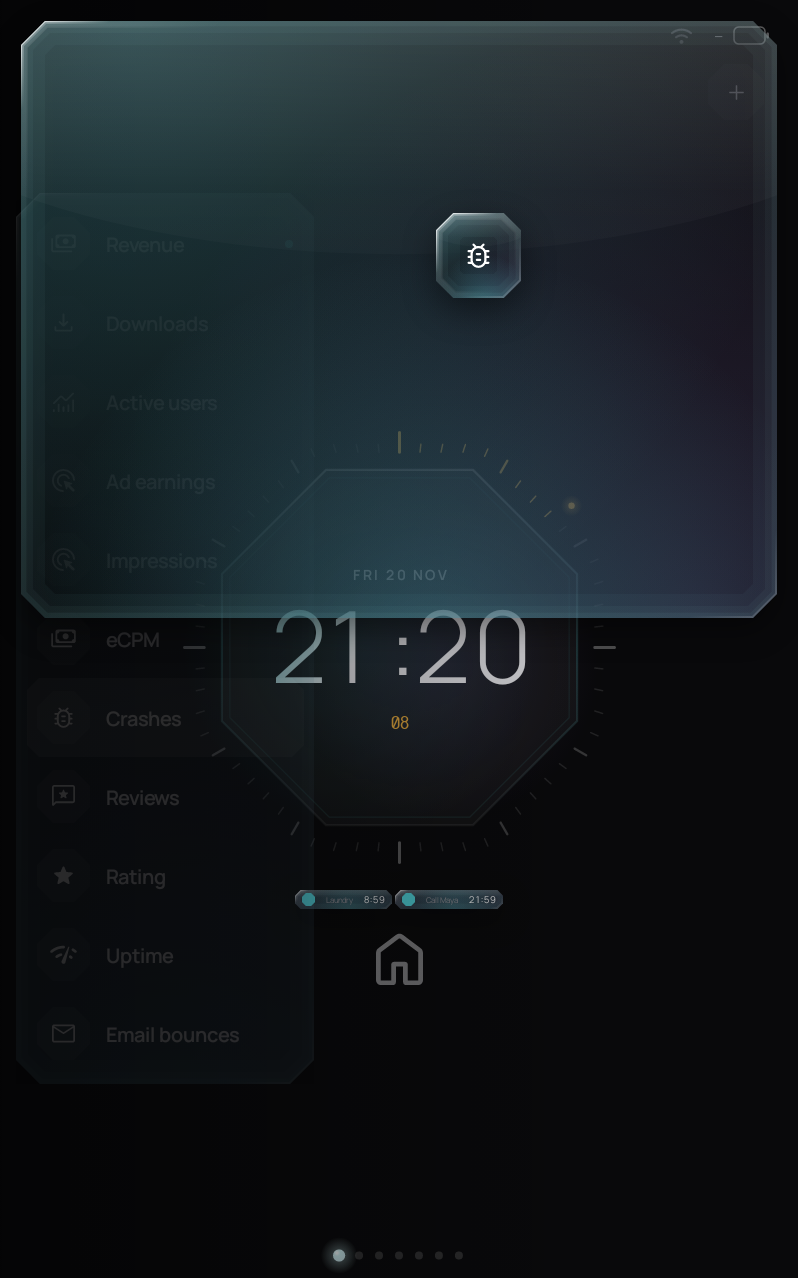 Revenue
Downloads
Active users
Ad earnings
Impressions
eCPM
Crashes
Reviews
Rating
Uptime
Email bounces
FRI 20 NOV
21:20
08
Laundry 8:59
Call Maya 21:59